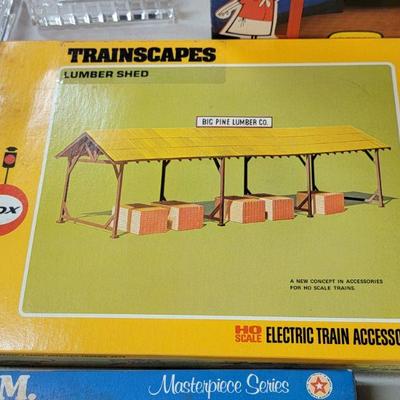 TRAINSCAPES
LUMBER SHED
BIG PINE LUMBER CO.
OX
A NEW CONCEPT IN ACCESSORIES
FOR HO SCALE TRAINS.
HO
SCALE
ELECTRIC TRAIN ACCESSO
M.
Masterpiece Series